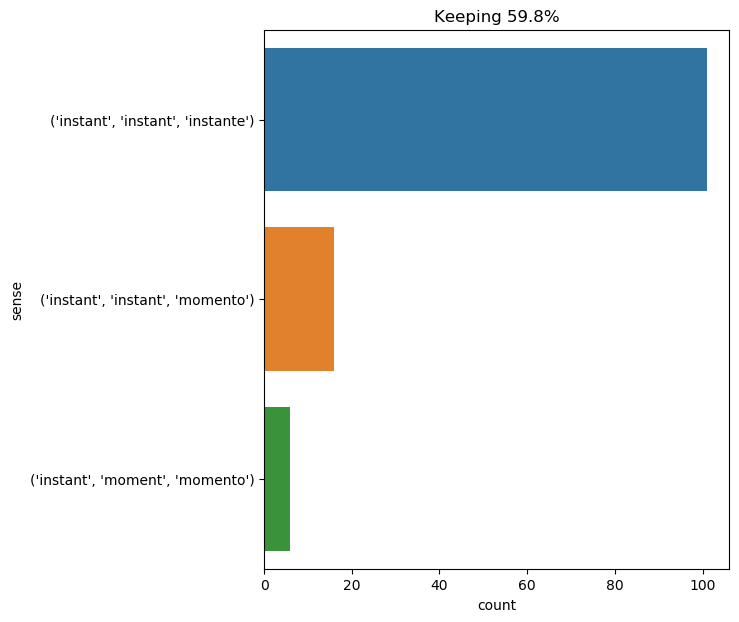 Keeping 59.8%
('instant', 'instant', 'instante')
('instant', 'instant', 'momento')
('instant', 'moment', 'momento')
sense
0 20 40 60 80 100
count